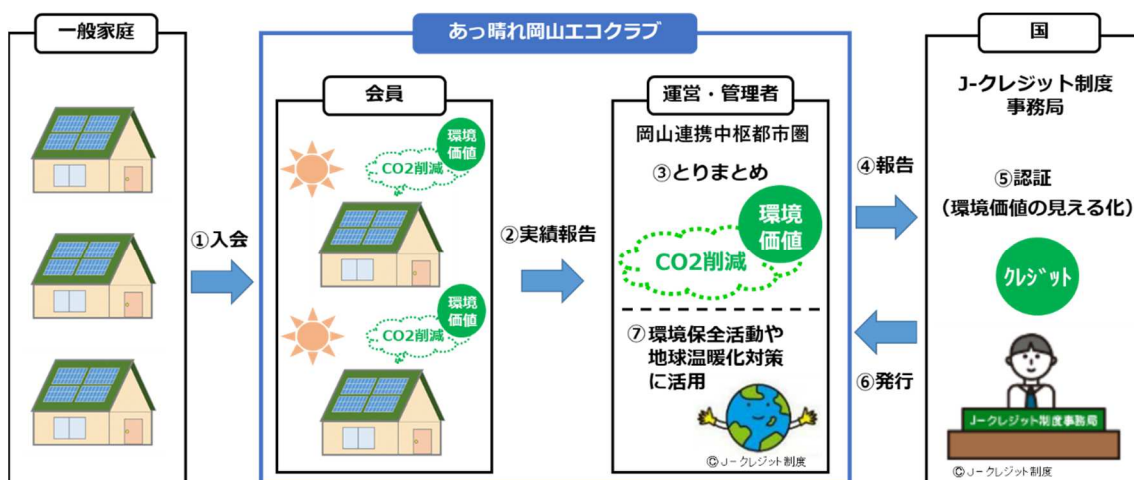 一般家庭
①入会
あっ晴れ岡山エコクラブ
会員
環境
価値
CO2削減
環境
価値
CO2削減
②実績報告
運営・管理者
岡山連携中枢都市圏
③とりまとめ
環境
価値
CO2削減
⑦環境保全活動や
地球温暖化対策
に活用
©J-クレジット制度
④報告
⑥発行
国
J-クレジット制度
事務局
⑤認証
（環境価値の見える化）
クレジット
J-クレジット制度事務局
©J-クレジット制度